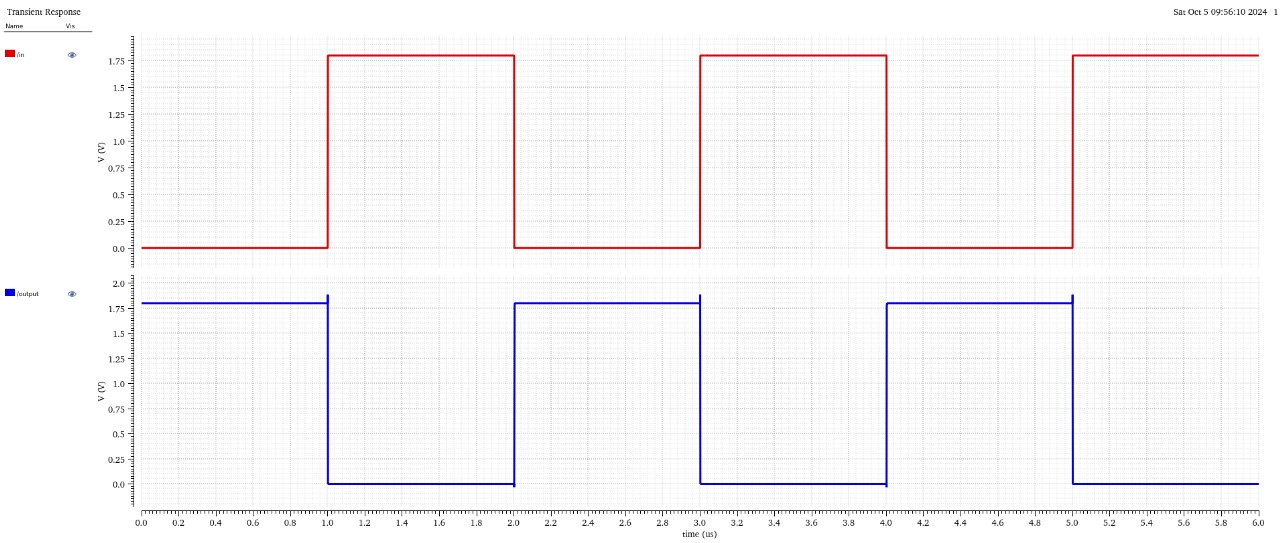 Transient Response
Sat Oct 5 09:56:10 2024 1
Name Vis
/in
1.75
1.5
1.25
1.0
0.75
0.5
0.25
0.0
V (V)
/output
2.0
1.75
1.5
1.25
1.0
0.75
0.5
0.25
0.0
V (V)
0.0 0.2 0.4 0.6 0.8 1.0 1.2 1.4 1.6 1.8 2.0 2.2 2.4 2.6 2.8 3.0 3.2 3.4 3.6 3.8 4.0 4.2 4.4 4.6 4.8 5.0 5.2 5.4 5.6 5.8 6.0
time (us)